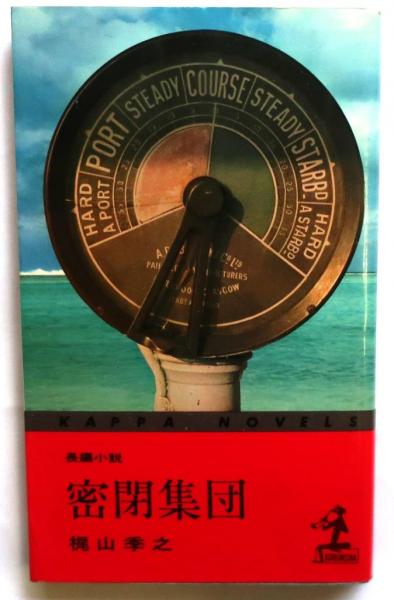 HARD A PORT
PORT
STEADY
COURSE
STEADY
STARBD
HARD A STARBD
GLASGOW
KAPPA NOVELS
長編小説
密閉集団
梶山季之